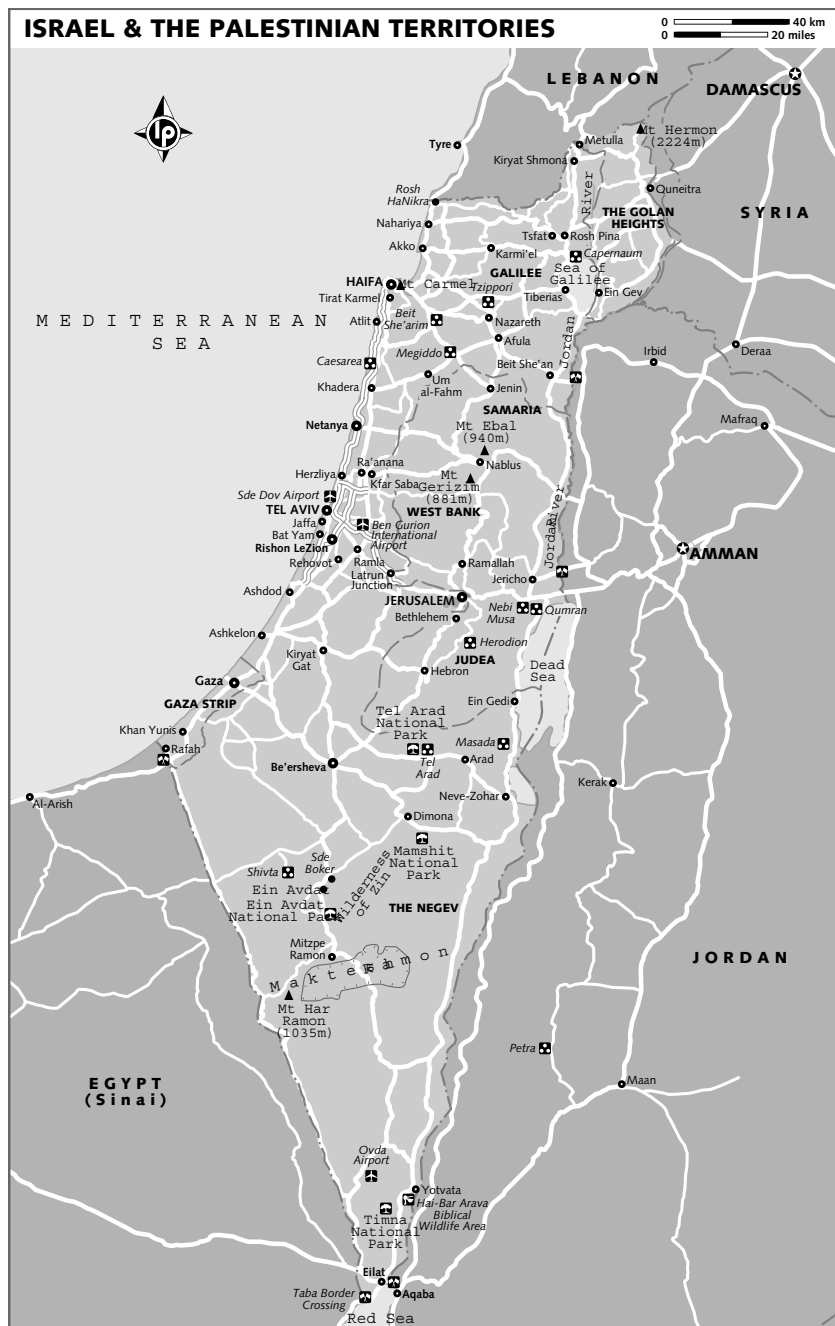 ISRAEL & THE PALESTINIAN TERRITORIES
0 40 km
0 20 miles
LEBANON
DAMASCUS
lp
Mt Hermon
(2224m)
Tyre
Metulla
Kiryat Shmona
River
Quneitra
Rosh
HaNikra
THE GOLAN
HEIGHTS
SYRIA
Nahariya
Tsfat
Rosh Pina
Akko
Karmi'el
Capernaum
GALILEE
Sea of
Galilee
HAIFA
Mt Carmel
Tzippori
Tirat Karmel
Tiberias
Ein Gev
MEDITERRANEAN
SEA
Atlit
Beit
She'arim
Nazareth
Afula
Jordan
Megiddo
Irbid
Deraa
Caesarea
Beit She'an
Khadera
Um
al-Fahm
Jenin
SAMARIA
Mafraq
Netanya
Mt Ebal
(940m)
Ra'anana
Nablus
Herzliya
Kfar Saba
Mt
Gerizim
(881m)
Sde Dov Airport
TEL AVIV
WEST BANK
River
Jaffa
Ben Gurion
International
Airport
Bat Yam
Rishon LeZion
Jordan
AMMAN
Rehovot
Ramla
Ramallah
Latrun
Junction
Jericho
Ashdod
JERUSALEM
Nebi
Musa
Qumran
Bethlehem
Ashkelon
Herodion
Kiryat
Gat
JUDEA
Dead
Sea
Hebron
Gaza
GAZA STRIP
Ein Gedi
Tel Arad
National
Park
Khan Yunis
Masada
Rafah
Tel
Arad
Arad
Be'ersheva
Kerak
Al-Arish
Neve-Zohar
Dimona
Mamshit
National
Park
Shivta
Sde
Boker
Wilderness
of Zin
Ein Avdat
Ein Avdat
National Park
THE NEGEV
Mitzpe
Ramon
Makhtesh
Ramon
JORDAN
Mt Har
Ramon
(1035m)
Petra
EGYPT
(Sinai)
Maan
Ovda
Airport
Yotvata
Hai-Bar Arava
Biblical
Wildlife Area
Timna
National
Park
Eilat
Taba Border
Crossing
Aqaba
Red Sea